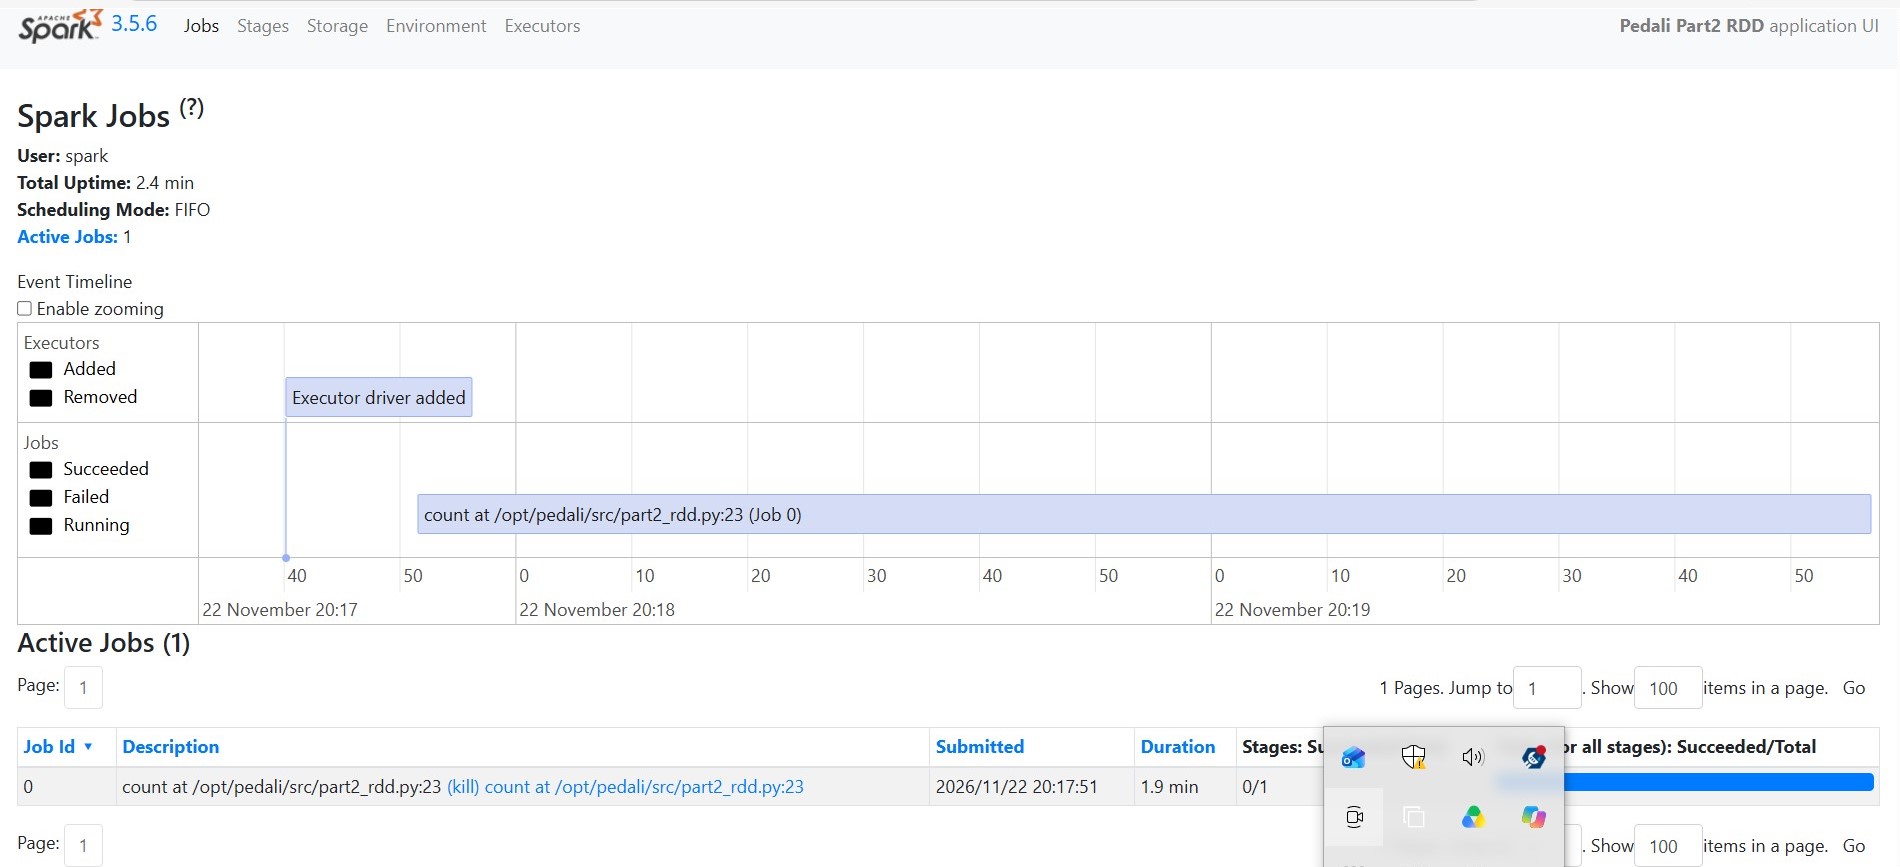 APACHE Spark 3.5.6 Jobs Stages Storage Environment Executors Pedali Part2 RDD application UI
Spark Jobs (?)
User: spark
Total Uptime: 2.4 min
Scheduling Mode: FIFO
Active Jobs: 1
Event Timeline
Enable zooming
Executors
Added
Removed
Executor driver added
Jobs
Succeeded
Failed
Running
count at /opt/pedali/src/part2_rdd.py:23 (Job 0)
40 50 0 10 20 30 40 50 0 10 20 30 40 50
22 November 20:17 22 November 20:18 22 November 20:19
Active Jobs (1)
Page: 1 1 Pages. Jump to 1 . Show 100 items in a page. Go
Job Id ▼ Description Submitted Duration Stages: Su or all stages): Succeeded/Total
0 count at /opt/pedali/src/part2_rdd.py:23 (kill) count at /opt/pedali/src/part2_rdd.py:23 2026/11/22 20:17:51 1.9 min 0/1
Page: 1 . Show 100 items in a page. Go